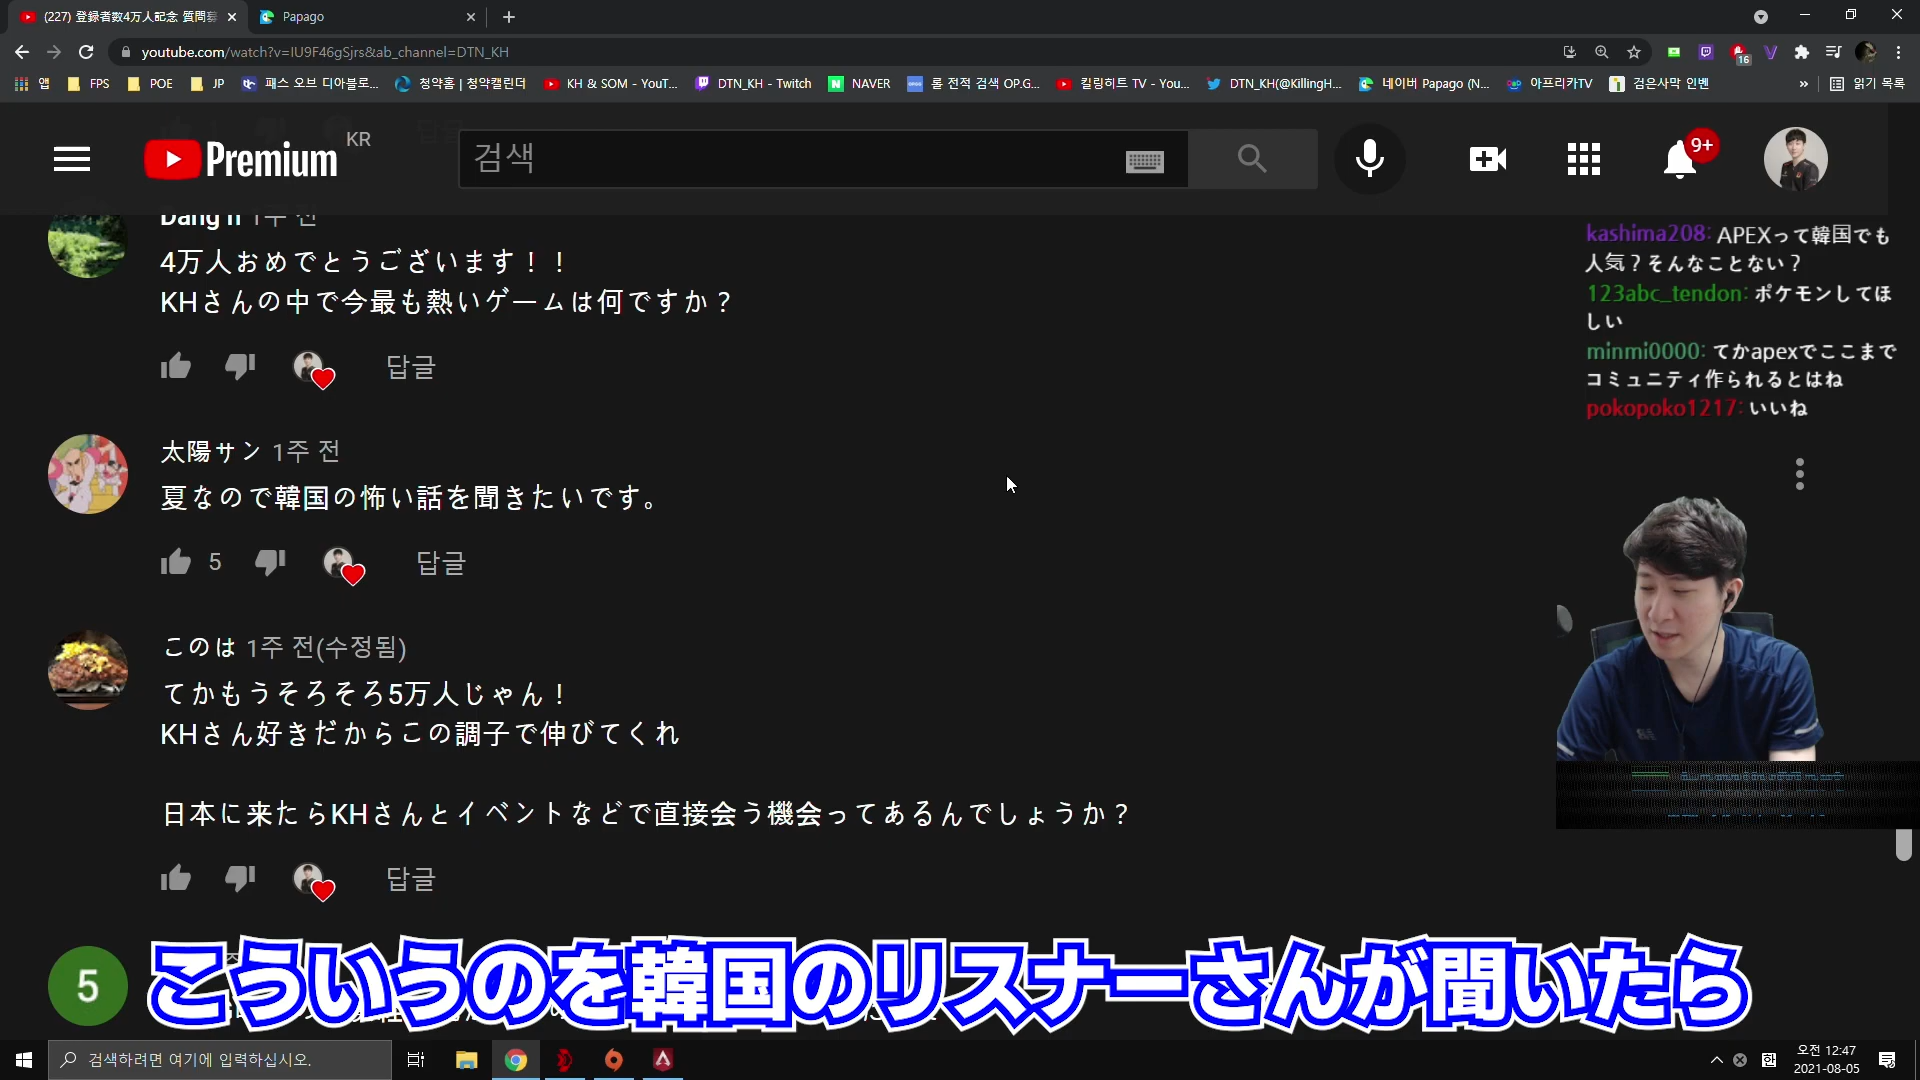 (227) 登録者数4万人記念 質問募
Papago
youtube.com/watch?v=IU9F46gSjrs&ab_channel=DTN_KH
16
앱
FPS
POE
JP
패스 오브 디아블로...
청약홈 | 청약캘린더
KH & SOM - YouT...
DTN_KH - Twitch
NAVER
롤 전적 검색 OP.G...
킬링히트 TV - You...
DTN_KH(@KillingH...
네이버 Papago (N...
아프리카TV
검은사막 인벤
»
읽기 목록
Premium
KR
검색
9+
Dang n 1주 전
4万人おめでとうございます！！
KHさんの中で今最も熱いゲームは何ですか？
답글
太陽サン 1주 전
夏なので韓国の怖い話を聞きたいです。
5
답글
このは 1주 전(수정됨)
てかもうそろそろ5万人じゃん！
KHさん好きだからこの調子で伸びてくれ
日本に来たらKHさんとイベントなどで直接会う機会ってあるんでしょうか？
답글
5
kashima208: APEXって韓国でも
人気？そんなことない？
123abc_tendon: ポケモンしてほ
しい
minmi0000: てかapexでここまで
コミュニティ作られるとはね
pokopoko1217: いいね
こういうのを韓国のリスナーさんが聞いたら
검색하려면 여기에 입력하십시오.
한
오전 12:47
2021-08-05